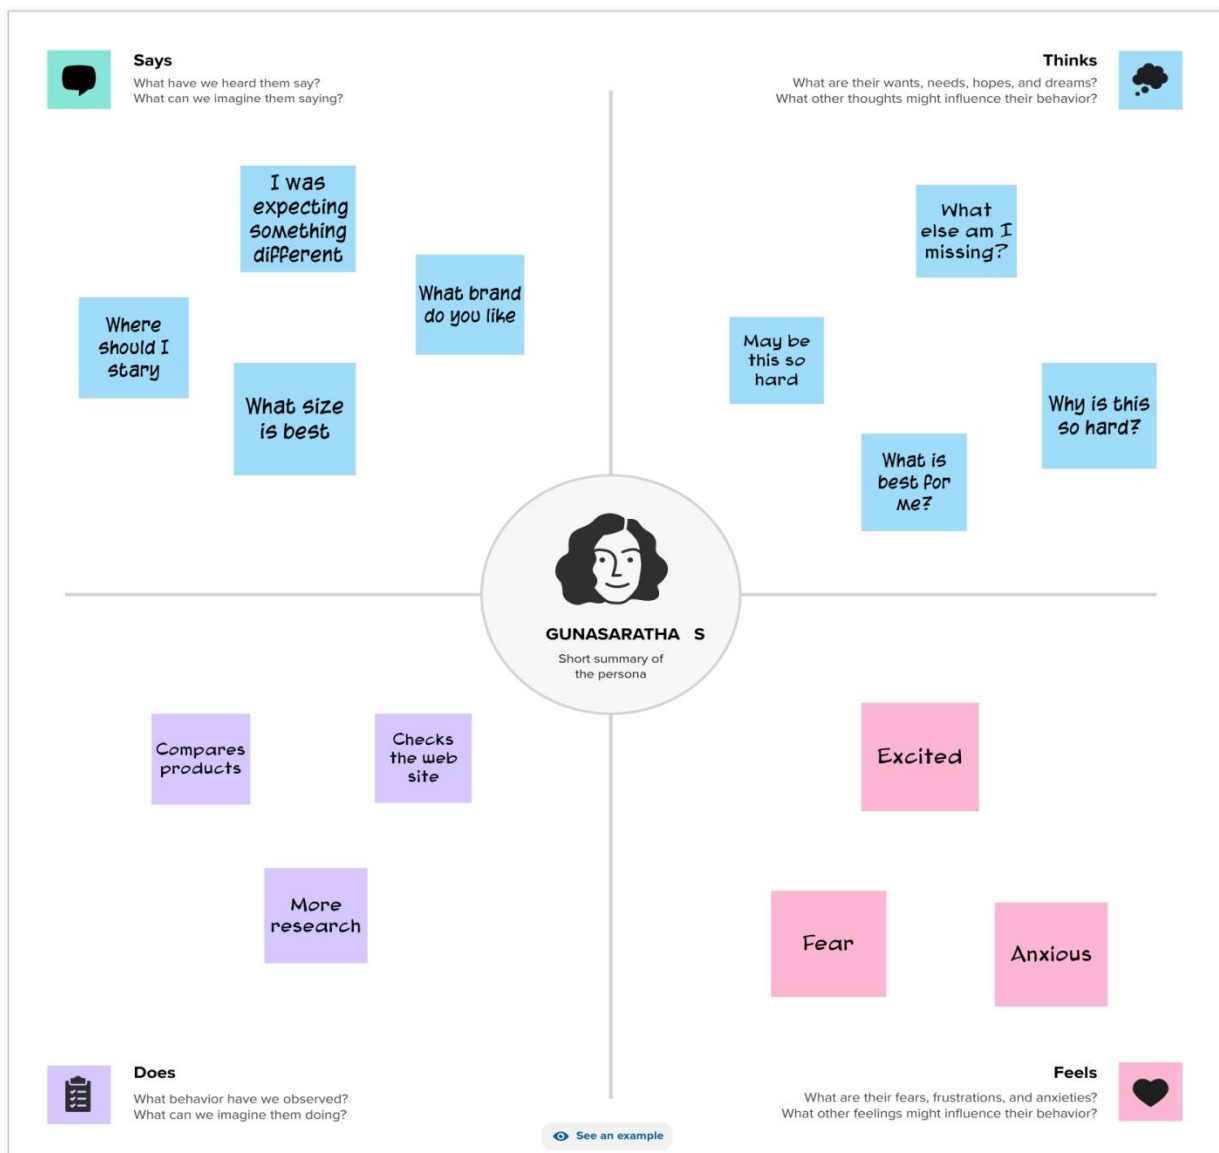 Says
What have we heard them say?
What can we imagine them saying?
Thinks
What are their wants, needs, hopes, and dreams?
What other thoughts might influence their behavior?
I was
expecting
something
different
What brand
do you like
Where
should I
stary
What size
is best
What
else am I
missing?
May be
this so
hard
Why is this
so hard?
What is
best for
me?
GUNASARATHA S
Short summary of
the persona
Compares
products
Checks
the web
site
More
research
Excited
Fear
Anxious
Does
What behavior have we observed?
What can we imagine them doing?
Feels
What are their fears, frustrations, and anxieties?
What other feelings might influence their behavior?
See an example